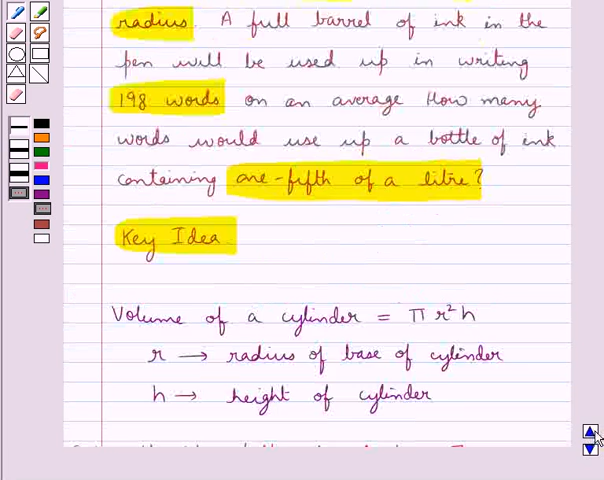 radius. A full barrel of ink in the
pen will be used up in writing
198 words on an average How many
words would use up a bottle of ink
containing one-fifth of a litre?
Key Idea
Volume of a cylinder = π r² h
r → radius of base of cylinder
h → height of cylinder